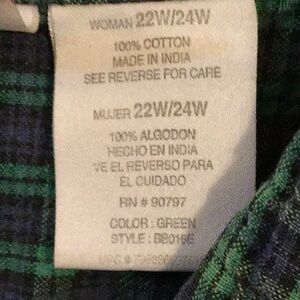 WOMAN 22W/24W
100% COTTON
MADE IN INDIA
SEE REVERSE FOR CARE
MUJER 22W/24W
100% ALGODON
HECHO EN INDIA
VE EL REVERSO PARA
EL CUIDADO
RN # 90797
COLOR : GREEN
STYLE : BB016E